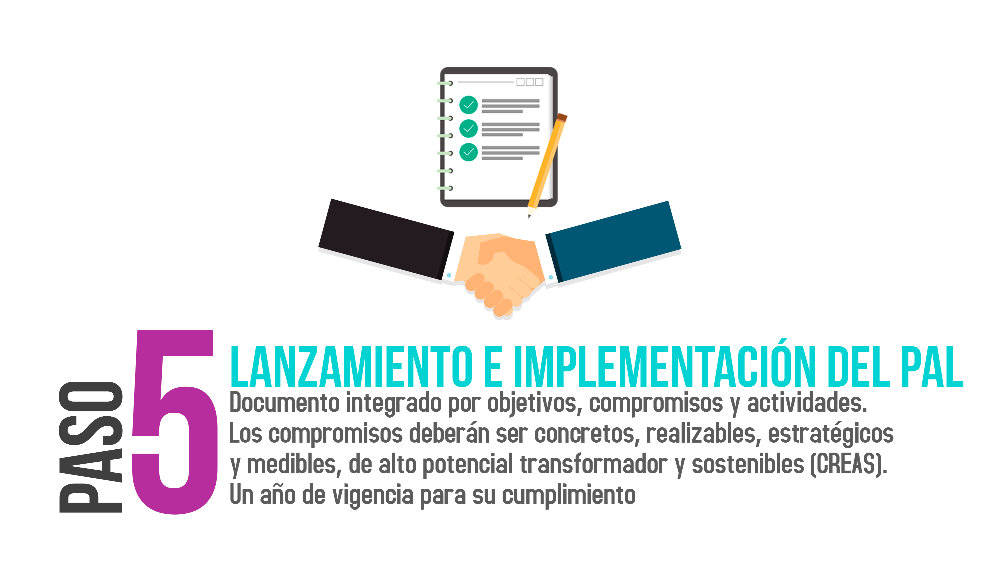 PASO
5
LANZAMIENTO E IMPLEMENTACIÓN DEL PAL
Documento integrado por objetivos, compromisos y actividades.
Los compromisos deberán ser concretos, realizables, estratégicos
y medibles, de alto potencial transformador y sostenibles (CREAS).
Un año de vigencia para su cumplimiento